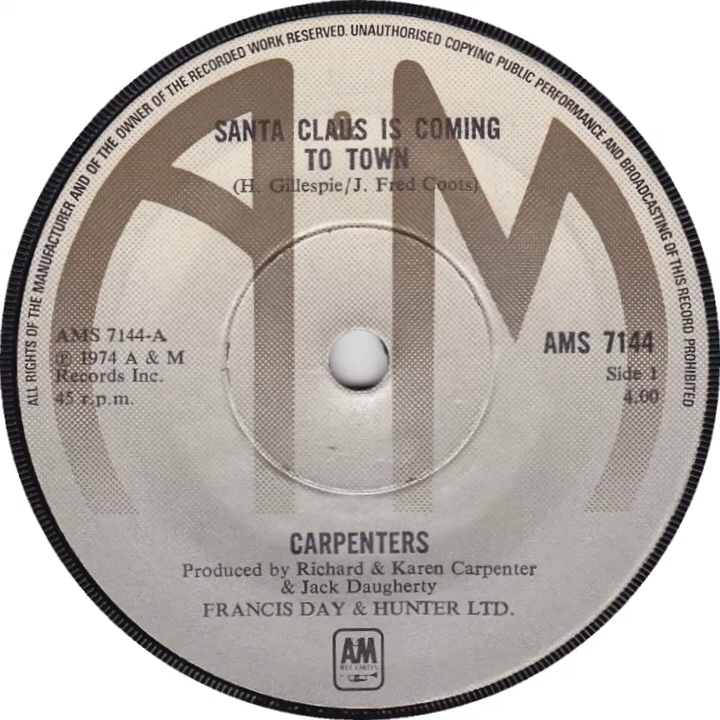 ALL RIGHTS OF THE MANUFACTURER AND OF THE OWNER OF THE RECORDED WORK RESERVED. UNAUTHORISED COPYING PUBLIC PERFORMANCE AND BROADCASTING OF THIS RECORD PROHIBITED
SANTA CLAUS IS COMING
TO TOWN
(H. Gillespie/J. Fred Coots)
AMS 7144-A
℗ 1974 A & M
Records Inc.
45 r.p.m.
AMS 7144
Side 1
4.00
CARPENTERS
Produced by Richard & Karen Carpenter
& Jack Daugherty
FRANCIS DAY & HUNTER LTD.
AM
RECORDS